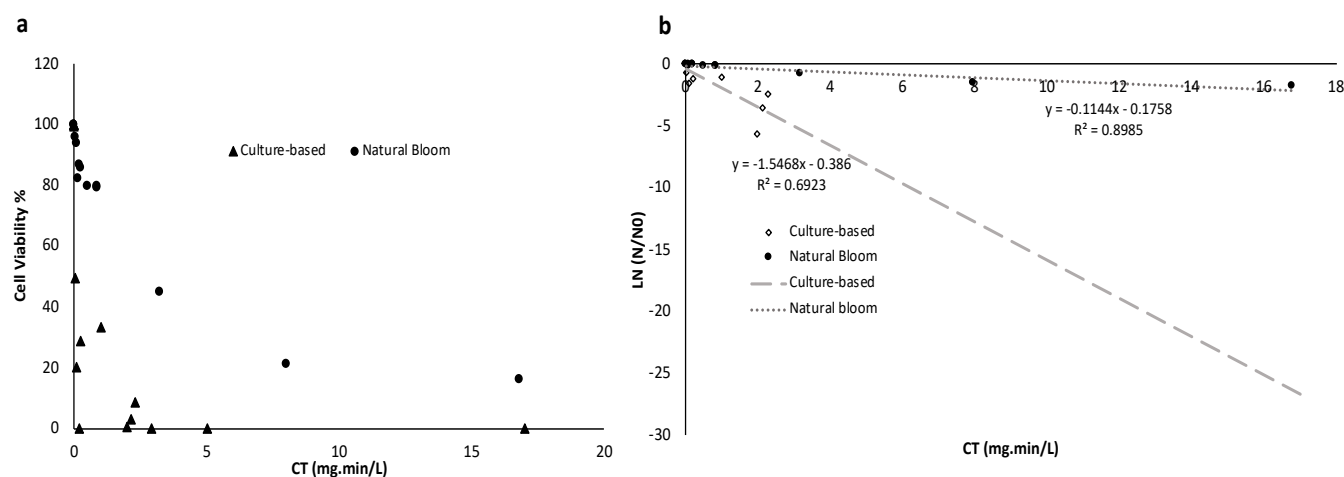 a
120
100
80
60
40
20
0
Cell Viability %
Culture-based Natural Bloom
0 5 10 15 20
CT (mg.min/L)
b
0
-5
-10
-15
-20
-25
-30
LN (N/N0)
0 2 4 6 8 10 12 14 16 18
y = -0.1144x - 0.1758
R² = 0.8985
y = -1.5468x - 0.386
R² = 0.6923
Culture-based
Natural Bloom
Culture-based
Natural bloom
CT (mg.min/L)